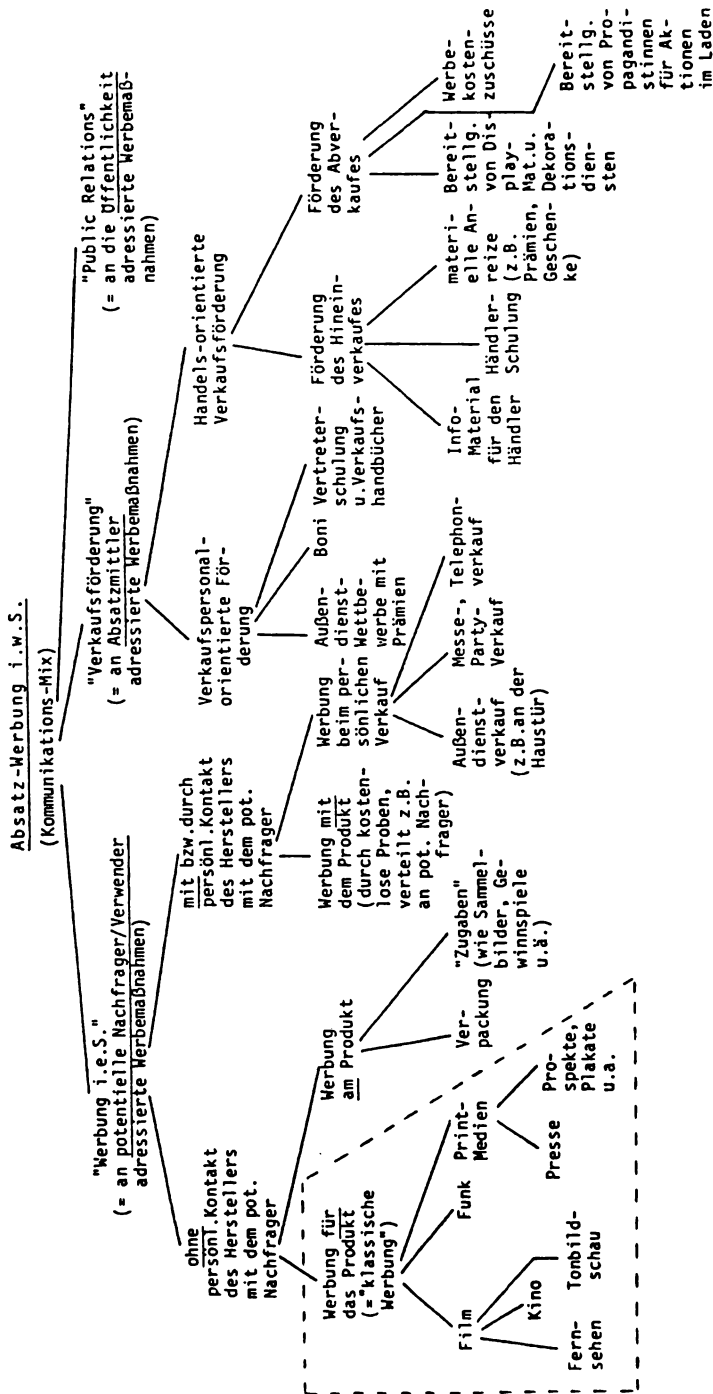 Absatz-Werbung i.w.S.
(Kommunikations-Mix)
"Werbung i.e.S."
(= an potentielle Nachfrager/Verwender
adressierte Werbemaßnahmen)
"Verkaufsförderung"
(= an Absatzmittler
adressierte Werbemaßnahmen)
"Public Relations"
(= an die Öffentlichkeit
adressierte Werbemaß-
nahmen)
ohne
persönl.Kontakt
des Herstellers
mit dem pot.
Nachfrager
mit bzw.durch
persönl.Kontakt
des Herstellers
mit dem pot.
Nachfrager
Verkaufspersonal-
orientierte För-
derung
Handels-orientierte
Verkaufsförderung
Werbung für
das Produkt
(="klassische
Werbung")
Werbung
am Produkt
Werbung mit
dem Produkt
(durch kosten-
lose Proben,
verteilt z.B.
an pot. Nach-
frager)
Werbung
beim per-
sönlichen
Verkauf
Außen-
dienst-
Wettbe-
werbe mit
Prämien
Boni
Vertreter-
schulung
u.Verkaufs-
handbücher
Förderung
des Hinein-
verkaufes
Förderung
des Abver-
kaufes
Film
Funk
Print-
Medien
Ver-
packung
"Zugaben"
(wie Sammel-
bilder, Ge-
winnspiele
u.ä.)
Außen-
dienst-
verkauf
(z.B.an der
Haustür)
Messe-,
Party-
Verkauf
Telephon-
verkauf
Info-
Material
für den
Händler
Händler-
Schulung
materi-
elle An-
reize
(z.B.
Prämien,
Geschen-
ke)
Bereit-
stellg.
von Dis-
play-
Mat.u.
Dekora-
tions-
dien-
sten
Werbe-
kosten-
zuschüsse
Bereit-
stellg.
von Pro-
pagandi-
stinnen
für Ak-
tionen
im Laden
Fern-
sehen
Kino
Tonbild-
schau
Presse
Pro-
spekte,
Plakate
u.a.